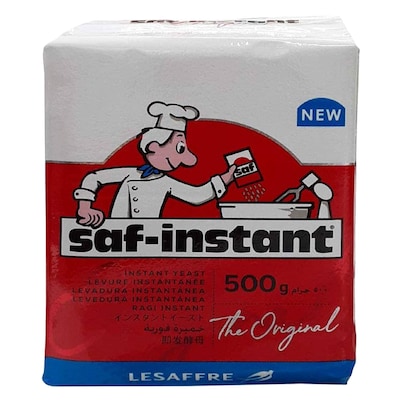 NEW
saf
saf-instant®
INSTANT YEAST
LEVURE INSTANTANÉE
LEVADURA INSTANTÁNEA
LEVEDURA INSTANTÂNEA
RAGI INSTANT
インスタントイースト
خميرة فورية
即发酵母
500g ٥٠٠ جرام
The Original
LESAFFRE